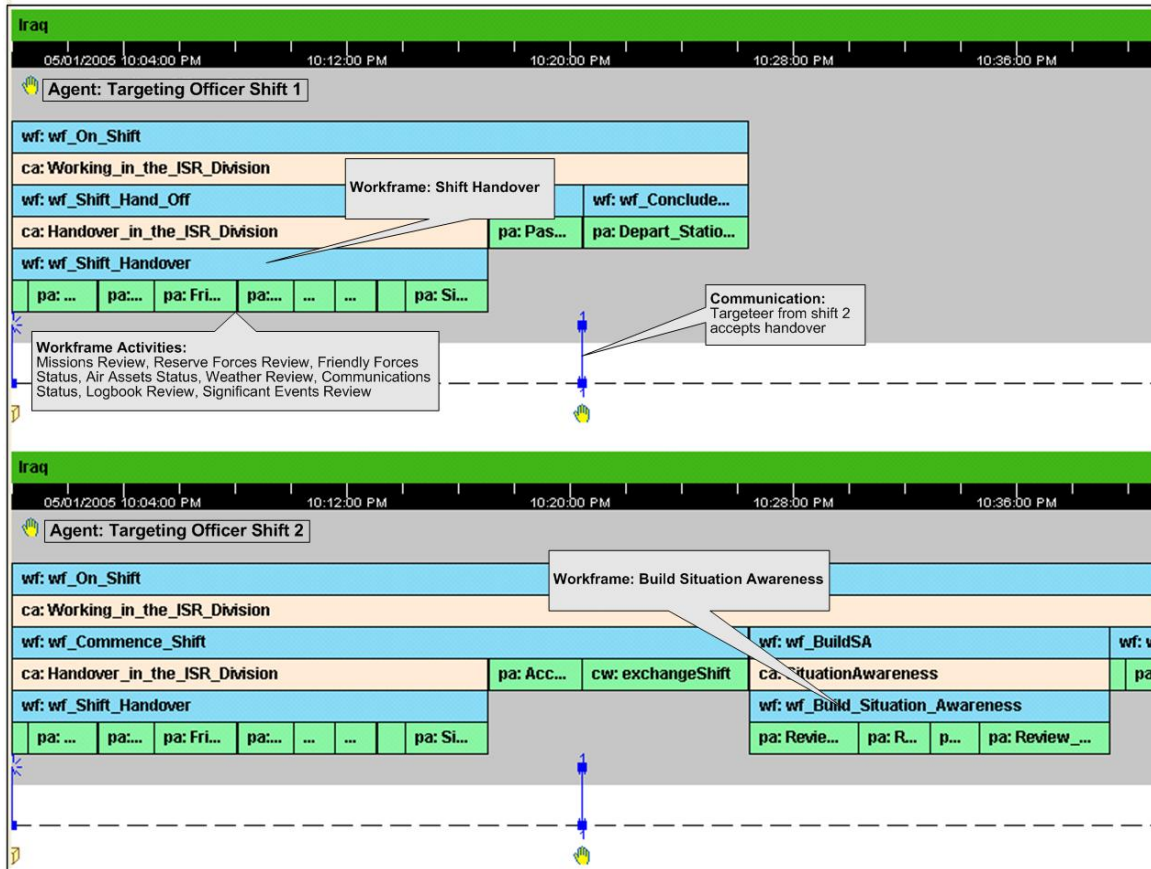 Iraq
05/01/2005 10:04:00 PM 10:12:00 PM 10:20:00 PM 10:28:00 PM 10:36:00 PM
Agent: Targeting Officer Shift 1
wf: wf_On_Shift
ca: Working_in_the_ISR_Division
Workframe: Shift Handover
wf: wf_Shift_Hand_Off wf: wf_Conclude...
ca: Handover_in_the_ISR_Division pa: Pas... pa: Depart_Statio...
wf: wf_Shift_Handover
pa: ... pa:... pa: Fri... pa:... ... ... pa: Si...
Communication:
Targeteer from shift 2
accepts handover
Workframe Activities:
Missions Review, Reserve Forces Review, Friendly Forces
Status, Air Assets Status, Weather Review, Communications
Status, Logbook Review, Significant Events Review
1
1
Iraq
05/01/2005 10:04:00 PM 10:12:00 PM 10:20:00 PM 10:28:00 PM 10:36:00 PM
Agent: Targeting Officer Shift 2
wf: wf_On_Shift
Workframe: Build Situation Awareness
ca: Working_in_the_ISR_Division
wf: wf_Commence_Shift wf: wf_BuildSA
ca: Handover_in_the_ISR_Division pa: Acc... cw: exchangeShift ca: SituationAwareness pa
wf: wf_Shift_Handover wf: wf_Build_Situation_Awareness
pa: ... pa:... pa: Fri... pa:... ... ... pa: Si... pa: Revie... pa: R... p... pa: Review_...
1
1